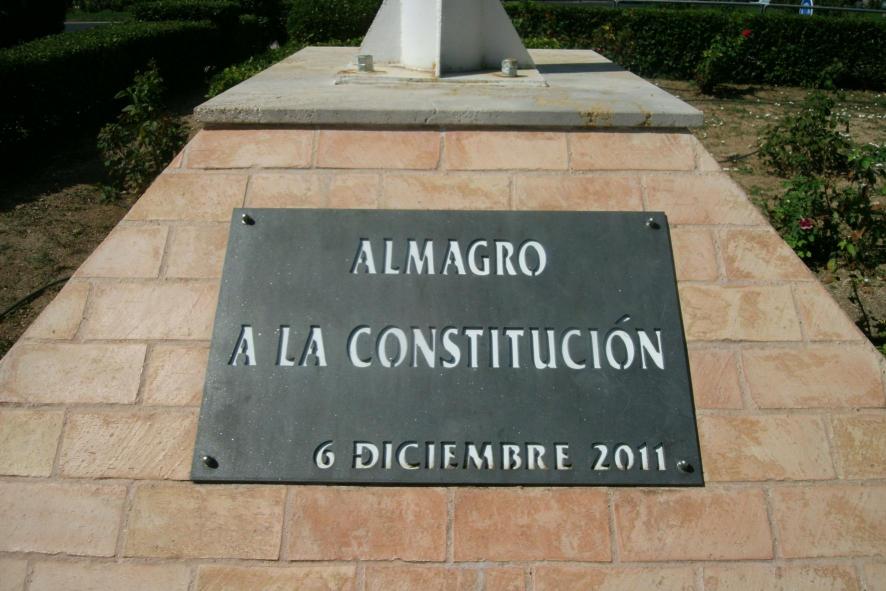 ALMAGRO
A LA CONSTITUCIÓN
6 DICIEMBRE 2011